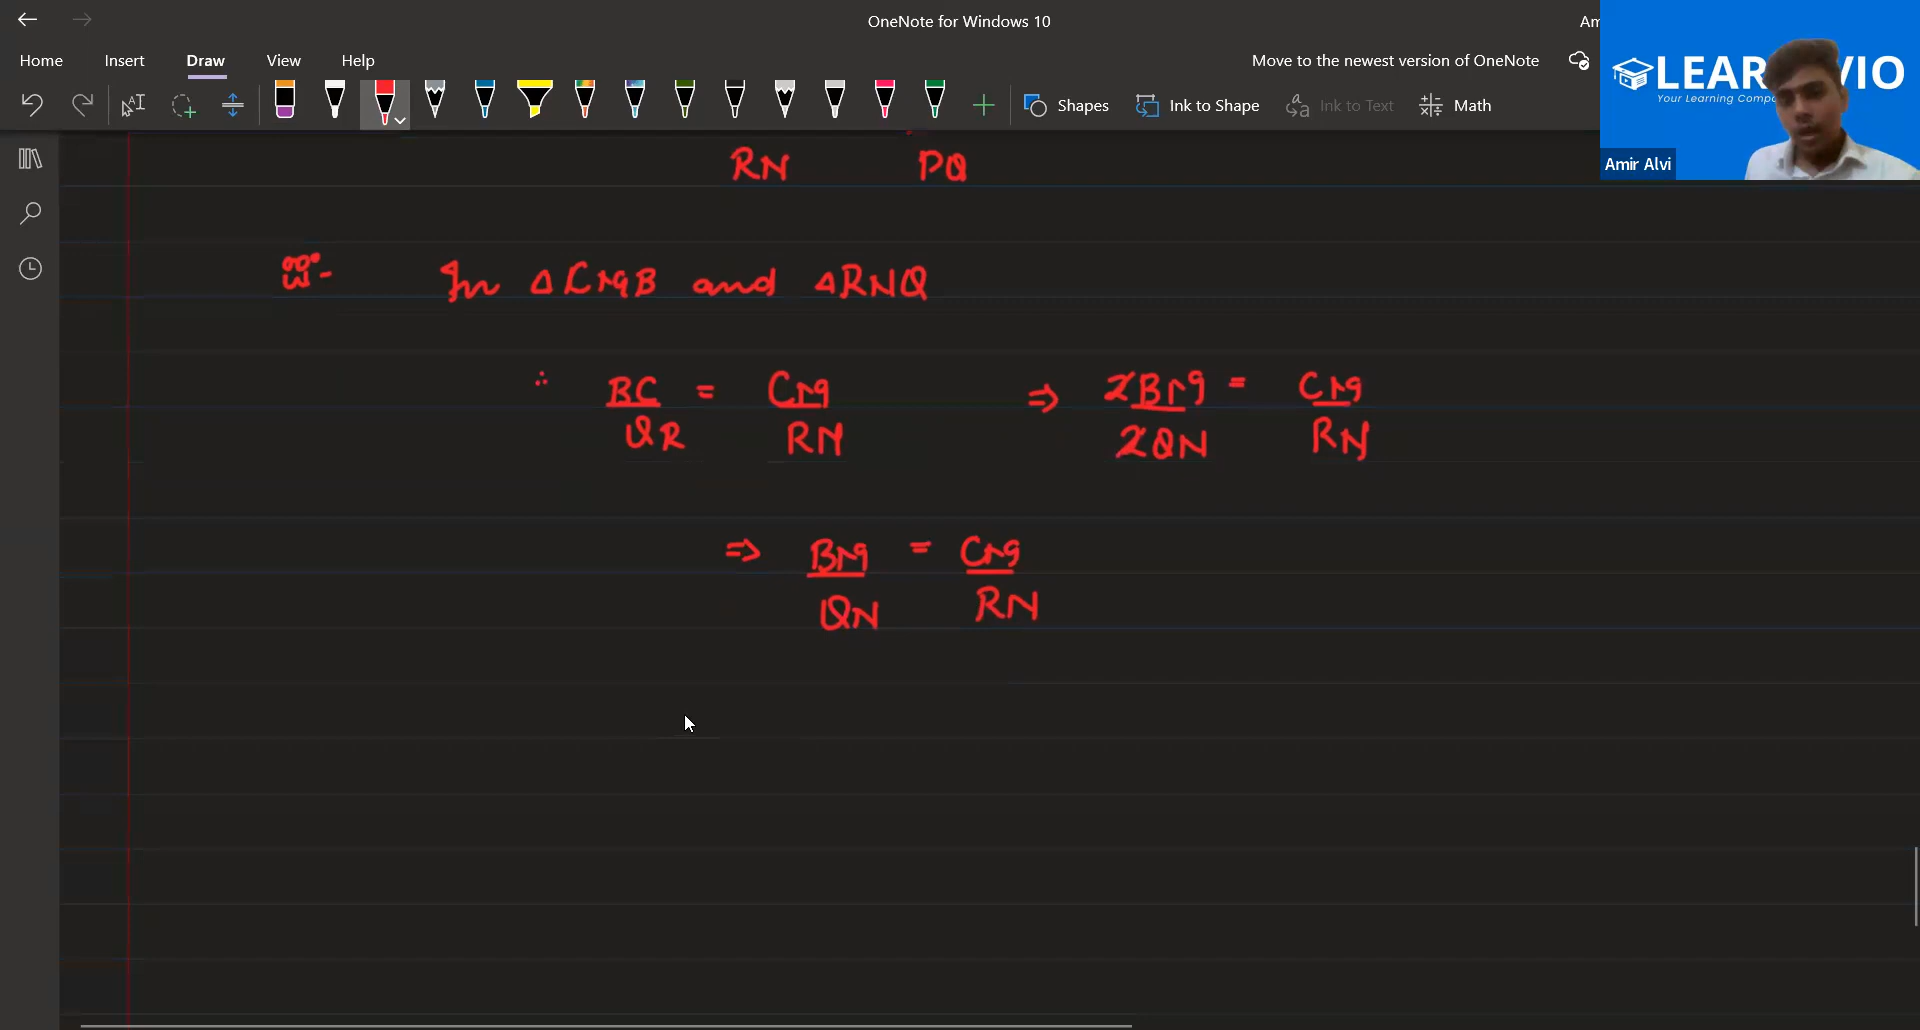 OneNote for Windows 10
Home Insert Draw View Help
Move to the newest version of OneNote
Shapes Ink to Shape Ink to Text Math
Your Learning
Amir Alvi
RN PQ
In ΔCMB and ΔRNQ
∴ BC/QR = CM/RN ⇒ 2BM/2QN = CM/RN
⇒ BM/QN = CM/RN